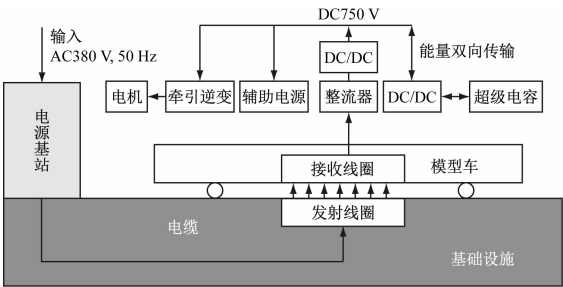 DC750 V
输入
AC380 V, 50 Hz
DC/DC
能量双向传输
电机
牵引逆变
辅助电源
整流器
DC/DC
超级电容
电源基站
接收线圈
模型车
发射线圈
电缆
基础设施